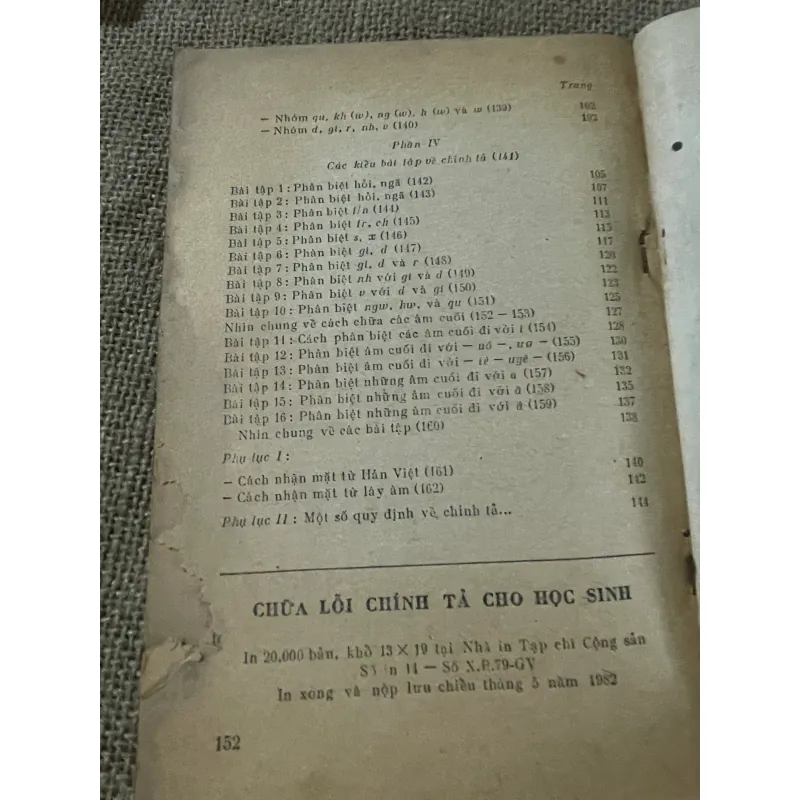 Trang
— Nhóm qu, kh (w), ng (w), h (w) và w (139) 102
— Nhóm d, gi, r, nh, v (140) 103
Phần IV
Các kiểu bài tập về chính tả (141)
Bài tập 1 : Phân biệt hỏi, ngã (142) 105
Bài tập 2 : Phân biệt hỏi, ngã (143) 107
Bài tập 3 : Phân biệt l/n (144) 111
Bài tập 4 : Phân biệt tr, ch (145) 113
Bài tập 5 : Phân biệt s, x (146) 115
Bài tập 6 : Phân biệt gi, d (147) 117
Bài tập 7 : Phân biệt gi, d và r (148) 120
Bài tập 8 : Phân biệt nh với gi và d (149) 122
Bài tập 9 : Phân biệt v với d và gi (150) 123
Bài tập 10 : Phân biệt ngw, hw, và qu (151) 125
Nhìn chung về cách chữa các âm cuối (152 — 153) 127
Bài tập 11 : Cách phân biệt các âm cuối đi với i (154) 128
Bài tập 12 : Phân biệt âm cuối đi với — uô —, ươ — (155) 130
Bài tập 13 : Phân biệt âm cuối đi với — iê — uyê — (156) 131
Bài tập 14 : Phân biệt những âm cuối đi với a (157) 132
Bài tập 15 : Phân biệt những âm cuối đi với ă (158) 135
Bài tập 16 : Phân biệt những âm cuối đi với â (159) 137
Nhìn chung về các bài tập (160) 138
Phụ lục I :
— Cách nhận mặt từ Hán Việt (161) 140
— Cách nhận mặt từ láy âm (162) 142
Phụ lục II : Một số quy định về chính tả... 144
CHỮA LỖI CHÍNH TẢ CHO HỌC SINH
In 20.000 bản, khổ 13 × 19 tại Nhà in Tạp chí Cộng sản
Số in 14 — Số X.B.79-GV
In xong và nộp lưu chiểu tháng 5 năm 1982
152